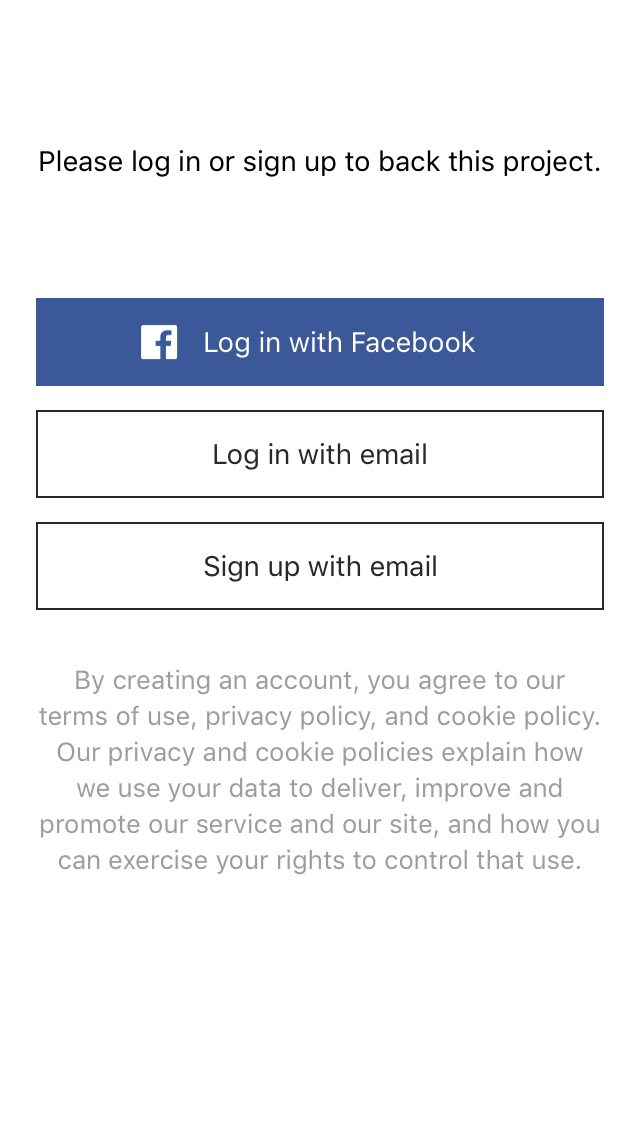 Please log in or sign up to back this project.
Log in with Facebook
Log in with email
Sign up with email
By creating an account, you agree to our
terms of use, privacy policy, and cookie policy.
Our privacy and cookie policies explain how
we use your data to deliver, improve and
promote our service and our site, and how you
can exercise your rights to control that use.